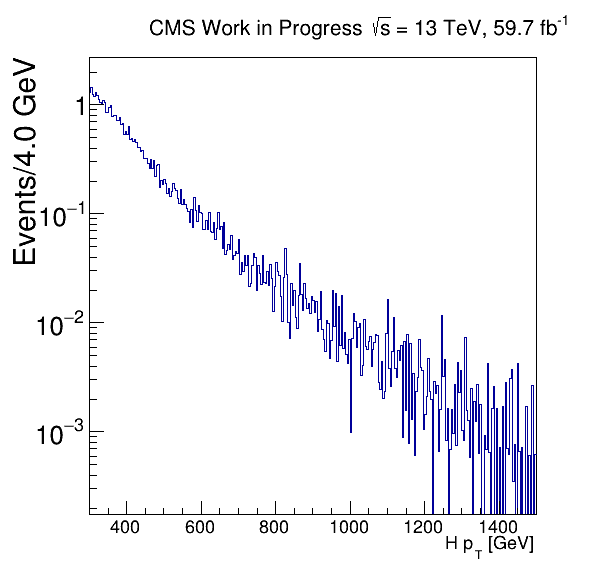 CMS Work in Progress √s = 13 TeV, 59.7 fb⁻¹
Events/4.0 GeV
1
10⁻¹
10⁻²
10⁻³
400 600 800 1000 1200 1400
H p_T [GeV]